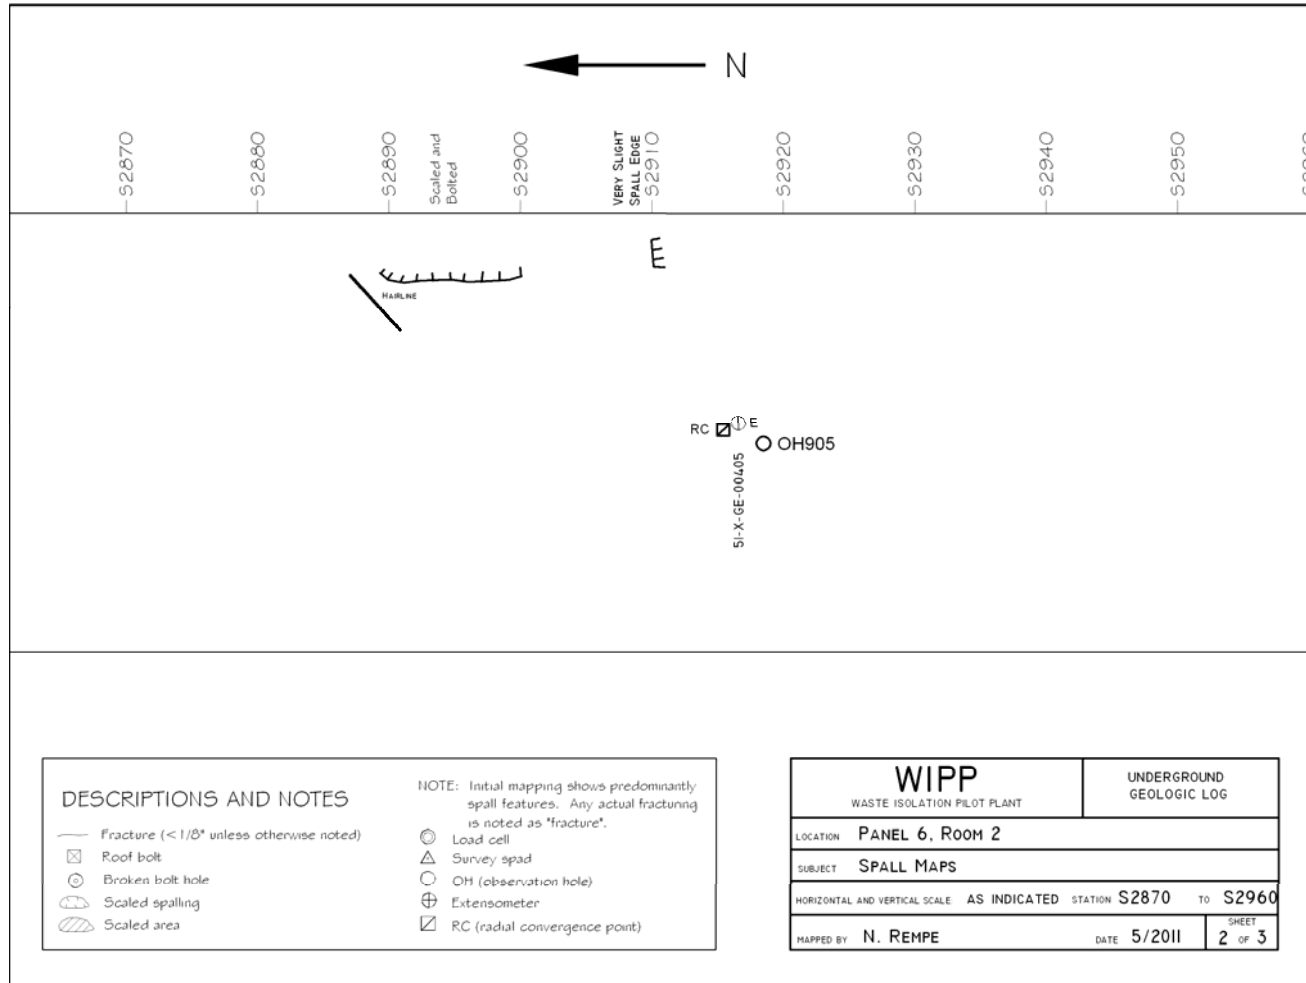 N
S2870
S2880
S2890
Scaled and
Bolted
S2900
VERY SLIGHT
SPALL EDGE
S2910
S2920
S2930
S2940
S2950
S2960
HAIRLINE
RC
E
OH905
51-X-GE-00405
DESCRIPTIONS AND NOTES
Fracture (<1/8" unless otherwise noted)
Roof bolt
Broken bolt hole
Scaled spalling
Scaled area
NOTE: Initial mapping shows predominantly
spall features. Any actual fracturing
is noted as "fracture".
Load cell
Survey spad
OH (observation hole)
Extensometer
RC (radial convergence point)
WIPP
WASTE ISOLATION PILOT PLANT
UNDERGROUND
GEOLOGIC LOG
LOCATION PANEL 6, ROOM 2
SUBJECT SPALL MAPS
HORIZONTAL AND VERTICAL SCALE AS INDICATED STATION S2870 TO S2960
MAPPED BY N. REMPE DATE 5/2011
SHEET
2 OF 3